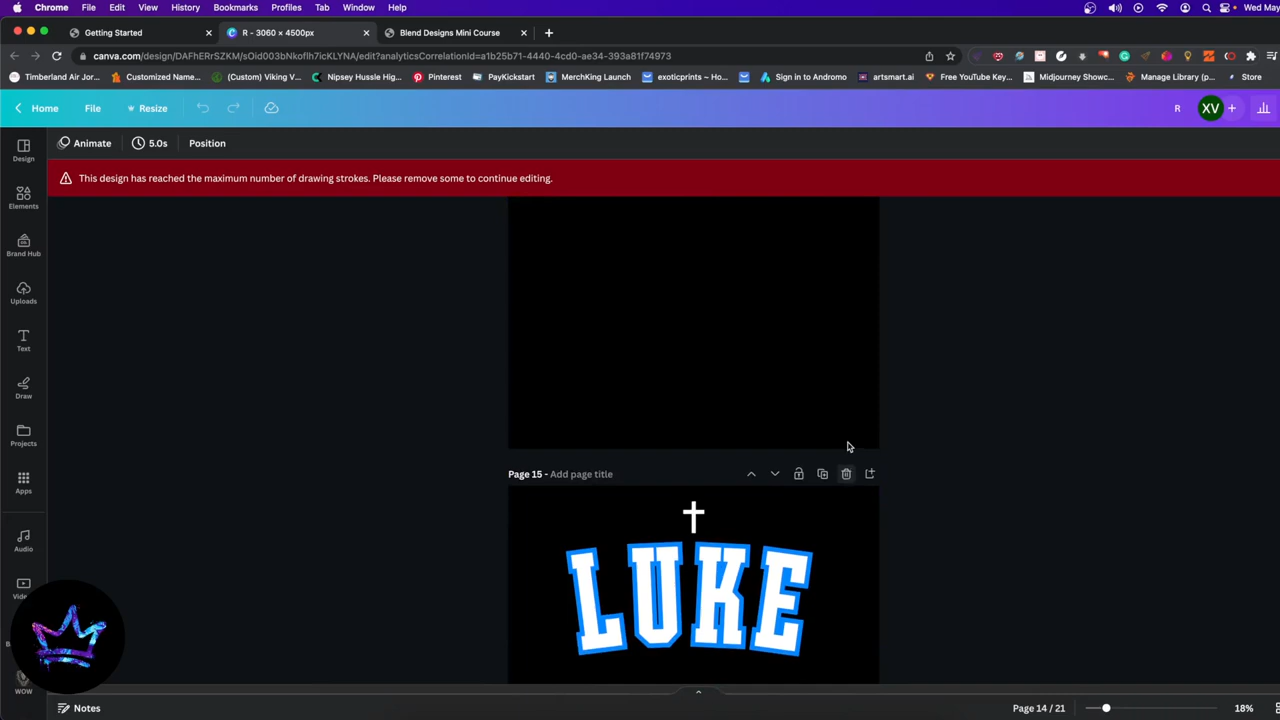 Chrome File Edit View History Bookmarks Profiles Tab Window Help
Wed May
Getting Started
R - 3060 × 4500px
Blend Designs Mini Course
canva.com/design/DAFhERrSZKM/sOid003bNkoflh7icKLYNA/edit?analyticsCorrelationId=a1b25b71-4440-4cd0-ae34-393a81f74973
Timberland Air Jor...
Customized Name...
(Custom) Viking V...
Nipsey Hussle Hig...
Pinterest
PayKickstart
MerchKing Launch
exoticprints – Ho...
Sign in to Andromo
artsmart.ai
Free YouTube Key...
Midjourney Showc...
Manage Library (p...
Store
Home
File
Resize
R
XV
Animate
5.0s
Position
Design
This design has reached the maximum number of drawing strokes. Please remove some to continue editing.
Elements
Brand Hub
Uploads
Text
Draw
Projects
Apps
Audio
Page 15 - Add page title
LUKE
WOW
Notes
Page 14 / 21
18%